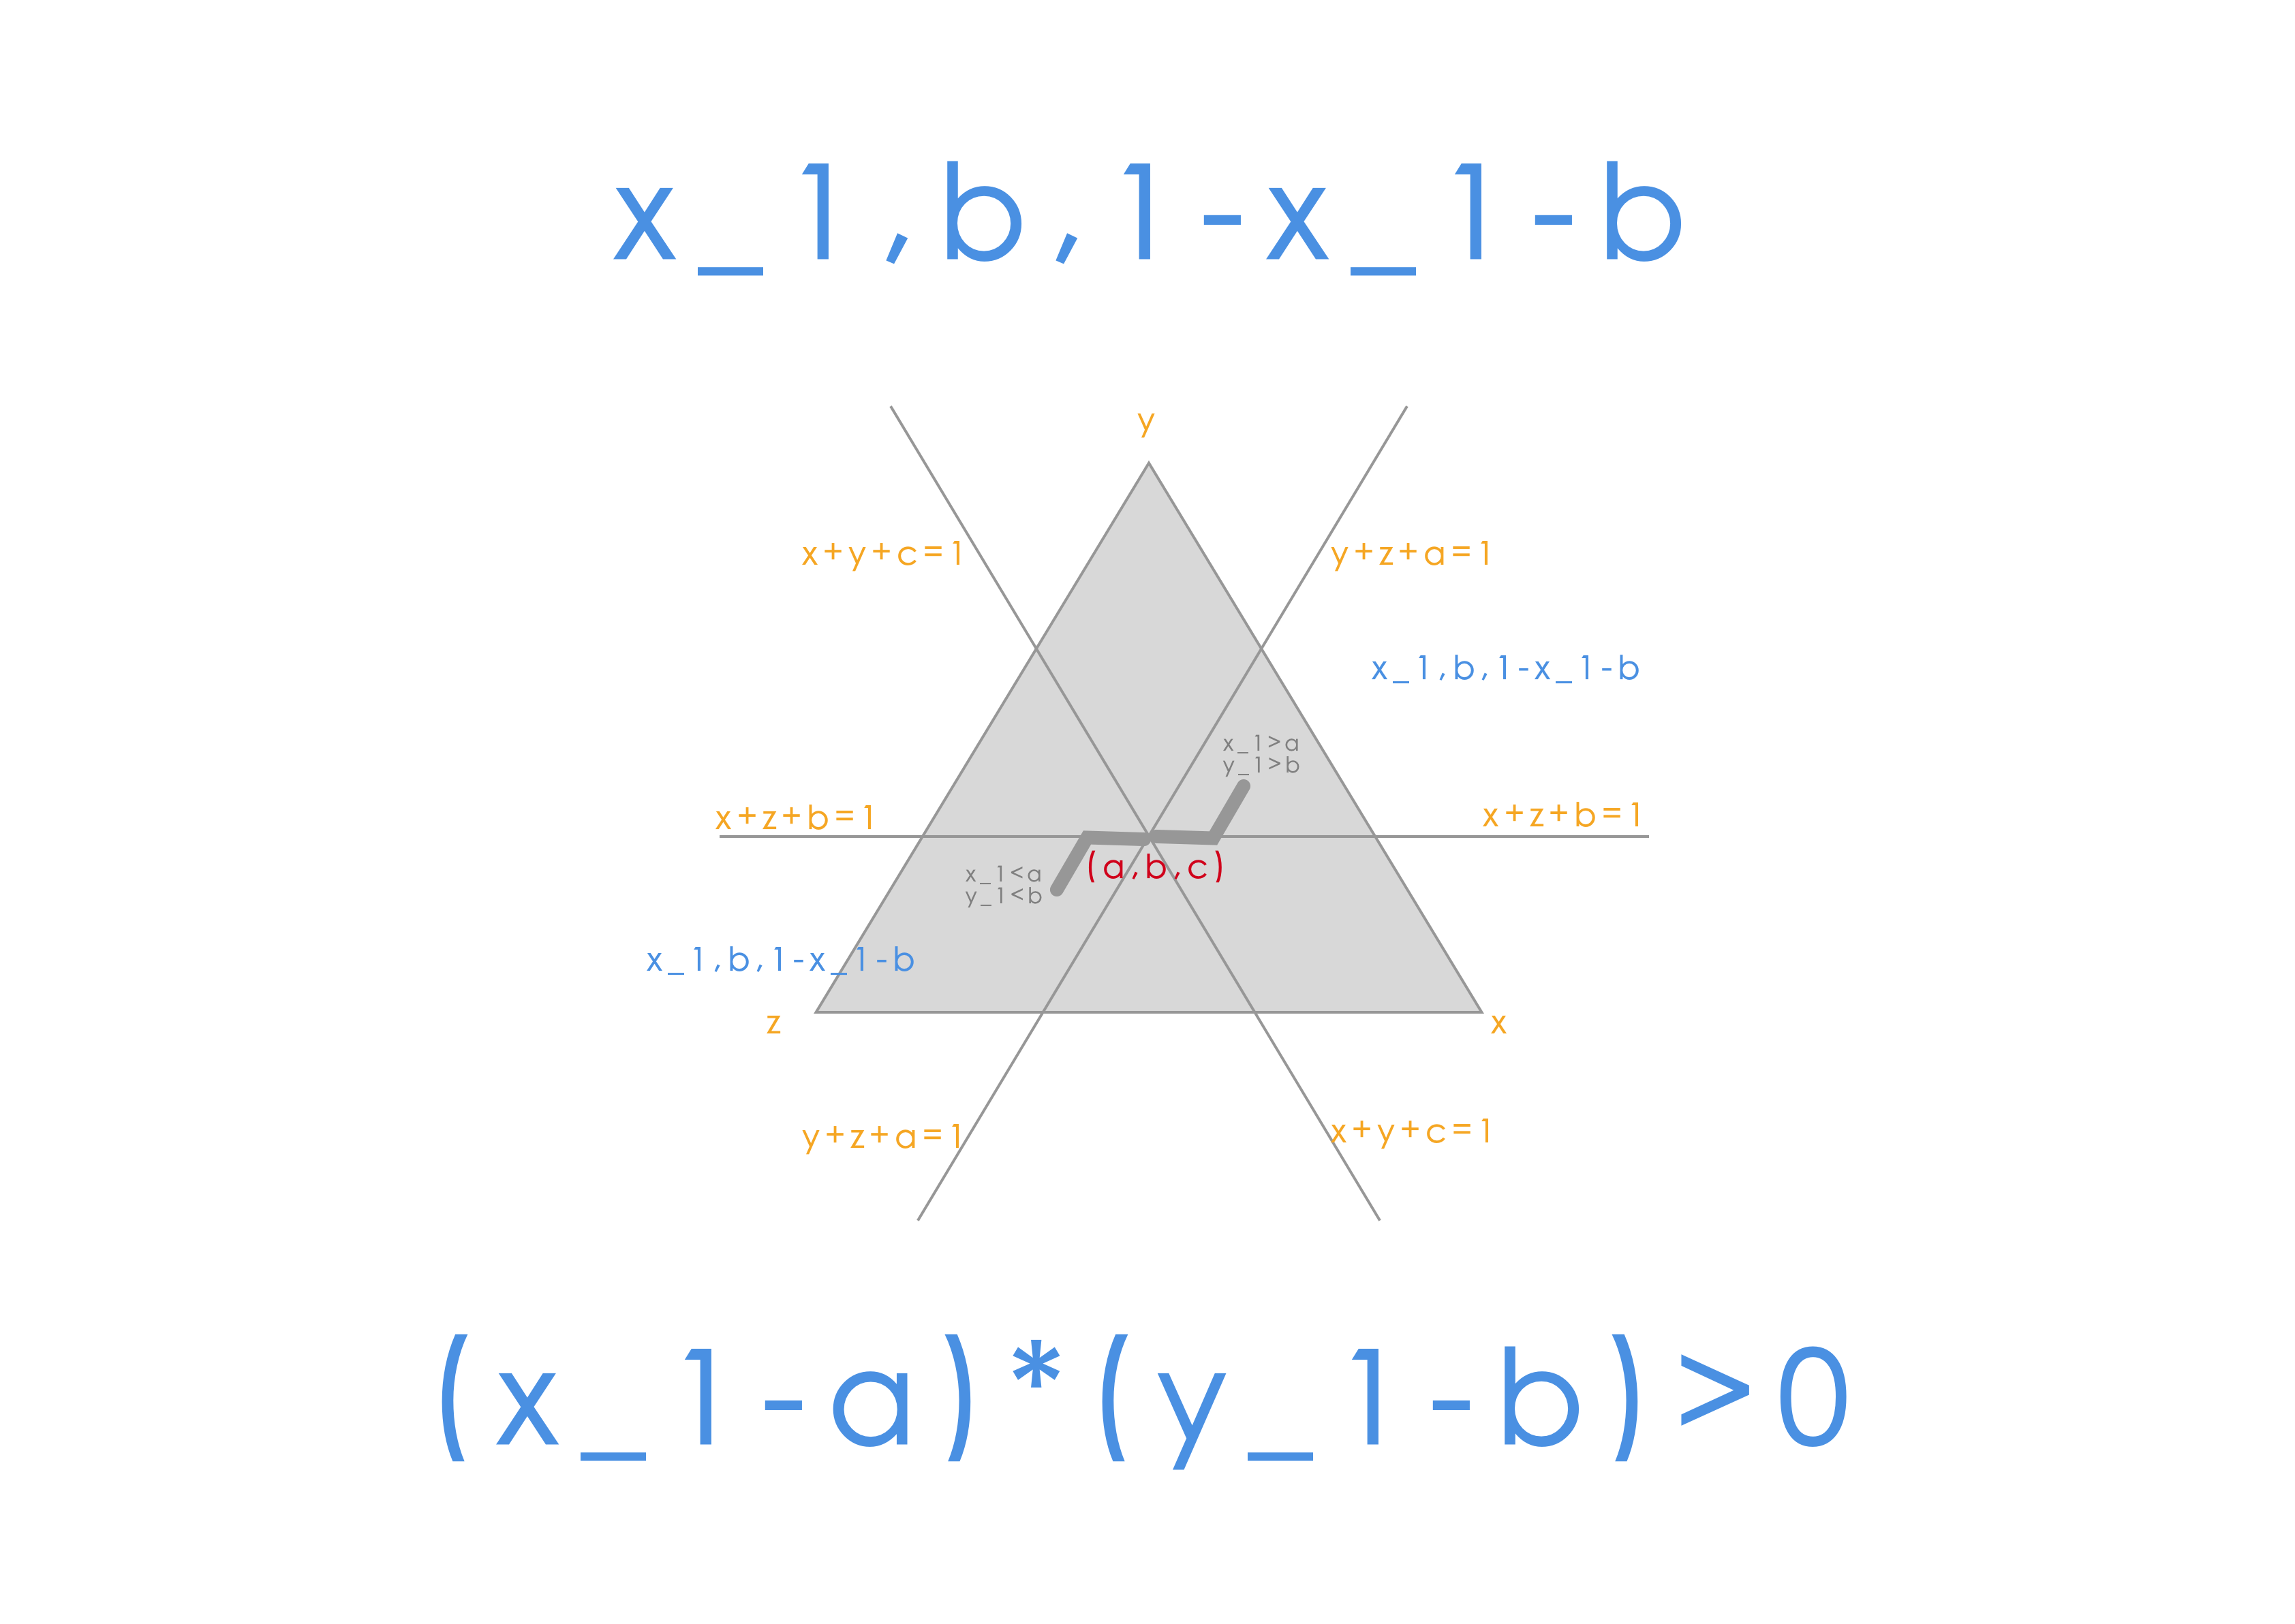 x_1,b,1-x_1-b
y
x+y+c=1
y+z+a=1
x_1,b,1-x_1-b
x_1>a
y_1>b
x+z+b=1
x+z+b=1
(a,b,c)
x_1<a
y_1<b
x_1,b,1-x_1-b
z
x
y+z+a=1
x+y+c=1
(x_1-a)*(y_1-b)>0